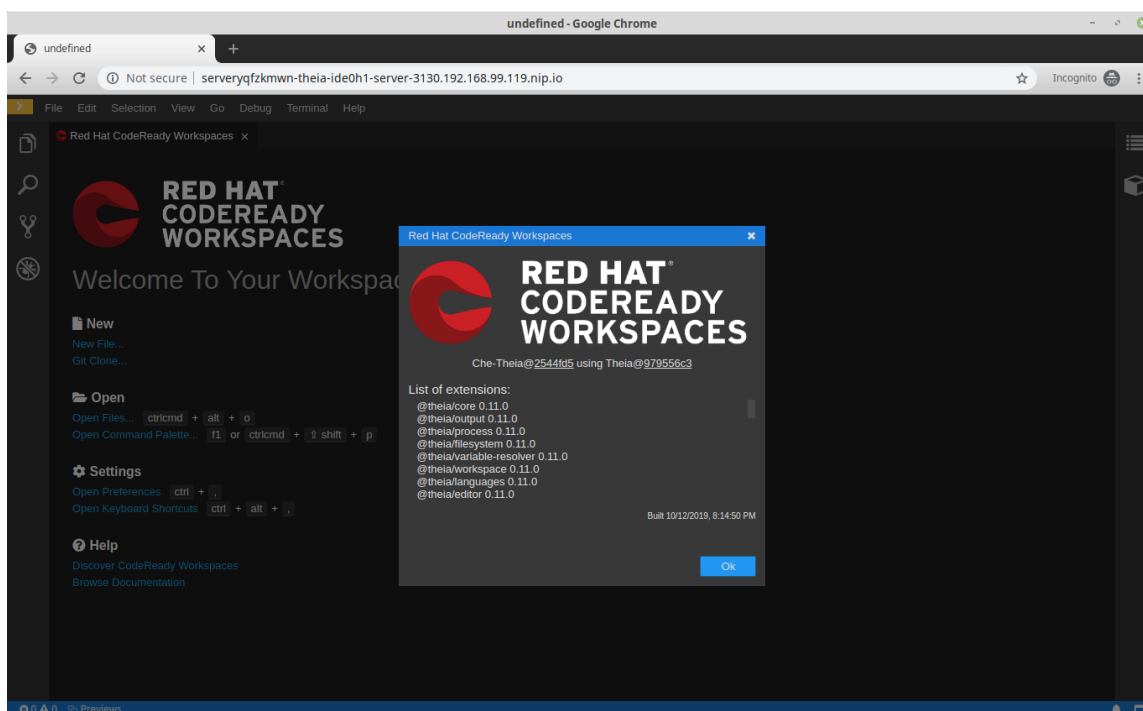 undefined - Google Chrome
undefined
Not secure | serveryqfzkmwn-theia-ide0h1-server-3130.192.168.99.119.nip.io
Incognito
File Edit Selection View Go Debug Terminal Help
Red Hat CodeReady Workspaces
RED HAT®
CODEREADY
WORKSPACES
Welcome To Your Workspac
New
New File...
Git Clone...
Open
Open Files... ctrlcmd + alt + o
Open Command Palette... f1 or ctrlcmd + ⇧ shift + p
Settings
Open Preferences ctrl + ,
Open Keyboard Shortcuts ctrl + alt + ,
Help
Discover CodeReady Workspaces
Browse Documentation
Red Hat CodeReady Workspaces
RED HAT®
CODEREADY
WORKSPACES
Che-Theia@2544fd5 using Theia@979556c3
List of extensions:
@theia/core 0.11.0
@theia/output 0.11.0
@theia/process 0.11.0
@theia/filesystem 0.11.0
@theia/variable-resolver 0.11.0
@theia/workspace 0.11.0
@theia/languages 0.11.0
@theia/editor 0.11.0
Built 10/12/2019, 8:14:50 PM
Ok
0 0 Previews